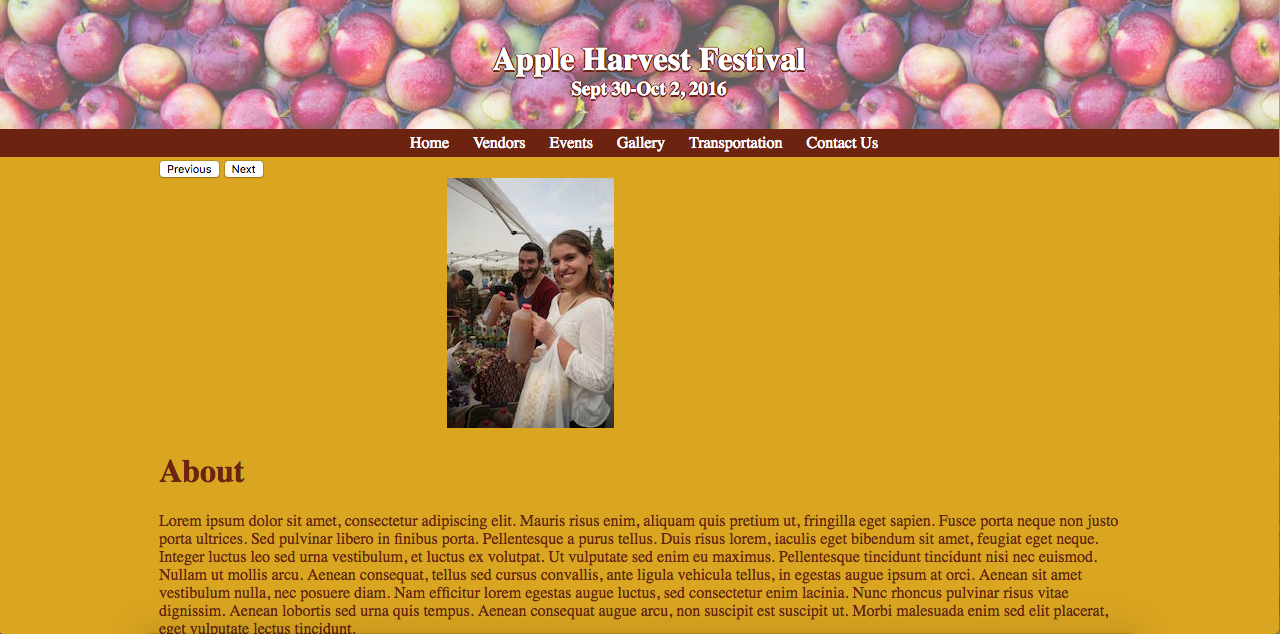 Apple Harvest Festival
Sept 30-Oct 2, 2016
Home Vendors Events Gallery Transportation Contact Us
Previous Next
About
Lorem ipsum dolor sit amet, consectetur adipiscing elit. Mauris risus enim, aliquam quis pretium ut, fringilla eget sapien. Fusce porta neque non justo
porta ultrices. Sed pulvinar libero in finibus porta. Pellentesque a purus tellus. Duis risus lorem, iaculis eget bibendum sit amet, feugiat eget neque.
Integer luctus leo sed urna vestibulum, et luctus ex volutpat. Ut vulputate sed enim eu maximus. Pellentesque tincidunt tincidunt nisi nec euismod.
Nullam ut mollis arcu. Aenean consequat, tellus sed cursus convallis, ante ligula vehicula tellus, in egestas augue ipsum at orci. Aenean sit amet
vestibulum nulla, nec posuere diam. Nam efficitur lorem egestas augue luctus, sed consectetur enim lacinia. Nunc rhoncus pulvinar risus vitae
dignissim. Aenean lobortis sed urna quis tempus. Aenean consequat augue arcu, non suscipit est suscipit ut. Morbi malesuada enim sed elit placerat,
eget vulputate lectus tincidunt.